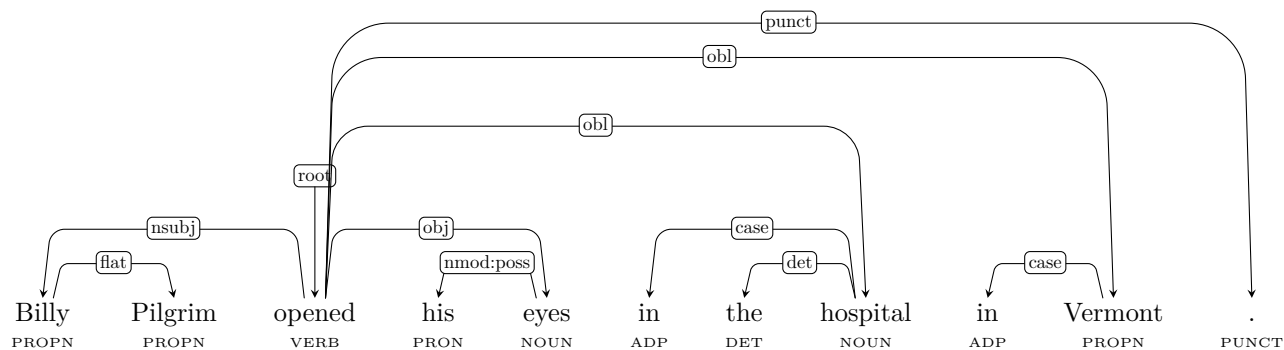 punct
obl
obl
root
nsubj obj case
flat nmod:poss det case
Billy Pilgrim opened his eyes in the hospital in Vermont .
PROPN PROPN VERB PRON NOUN ADP DET NOUN ADP PROPN PUNCT